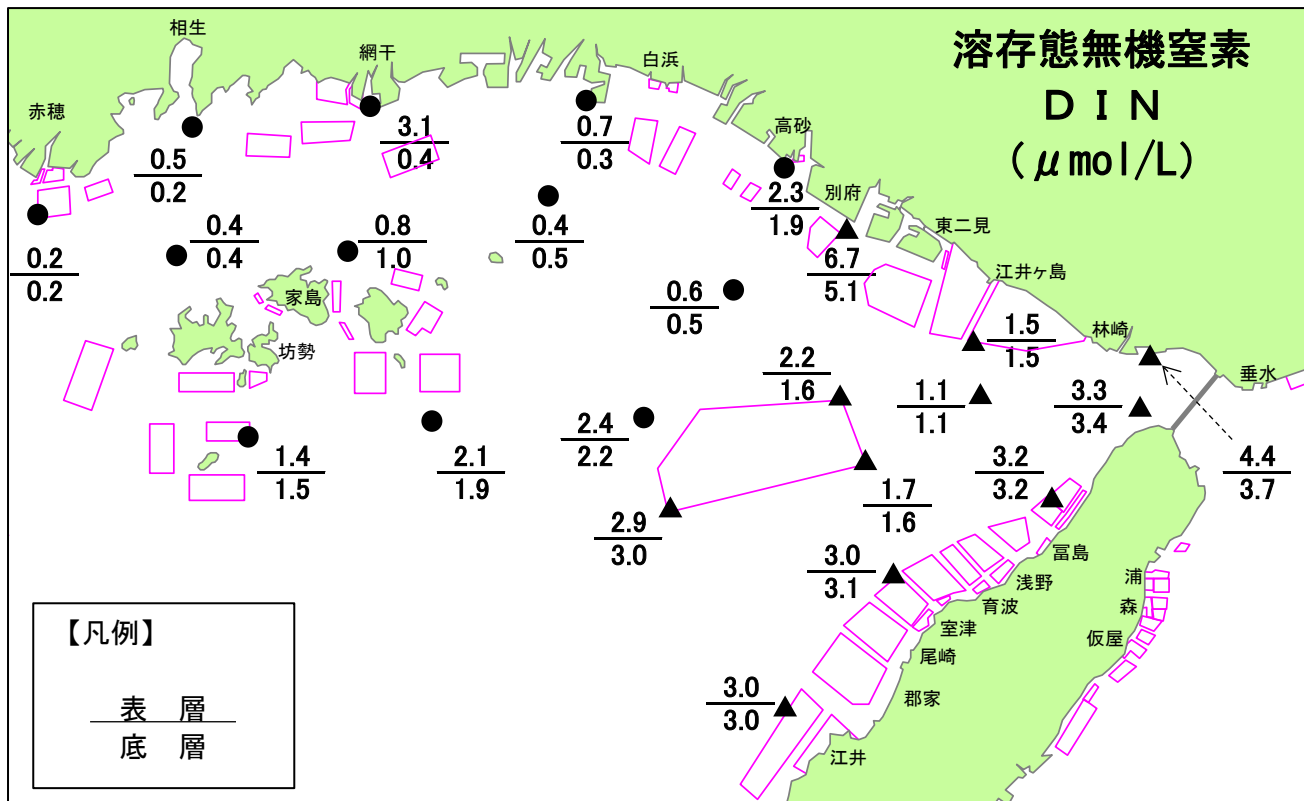 溶存態無機窒素
ＤＩＮ
(μmol/L)
相生
網干
白浜
赤穂
高砂
別府
東二見
江井ヶ島
林崎
垂水
家島
坊勢
0.5
0.2
3.1
0.4
0.7
0.3
2.3
1.9
0.2
0.2
0.4
0.4
0.8
1.0
0.4
0.5
6.7
5.1
0.6
0.5
1.5
1.5
2.2
1.6
1.1
1.1
3.3
3.4
4.4
3.7
1.4
1.5
2.1
1.9
2.4
2.2
1.7
1.6
3.2
3.2
2.9
3.0
3.0
3.1
3.0
3.0
冨島
浅野
育波
室津
尾崎
郡家
江井
浦
森
仮屋
【凡例】
表　層
底　層